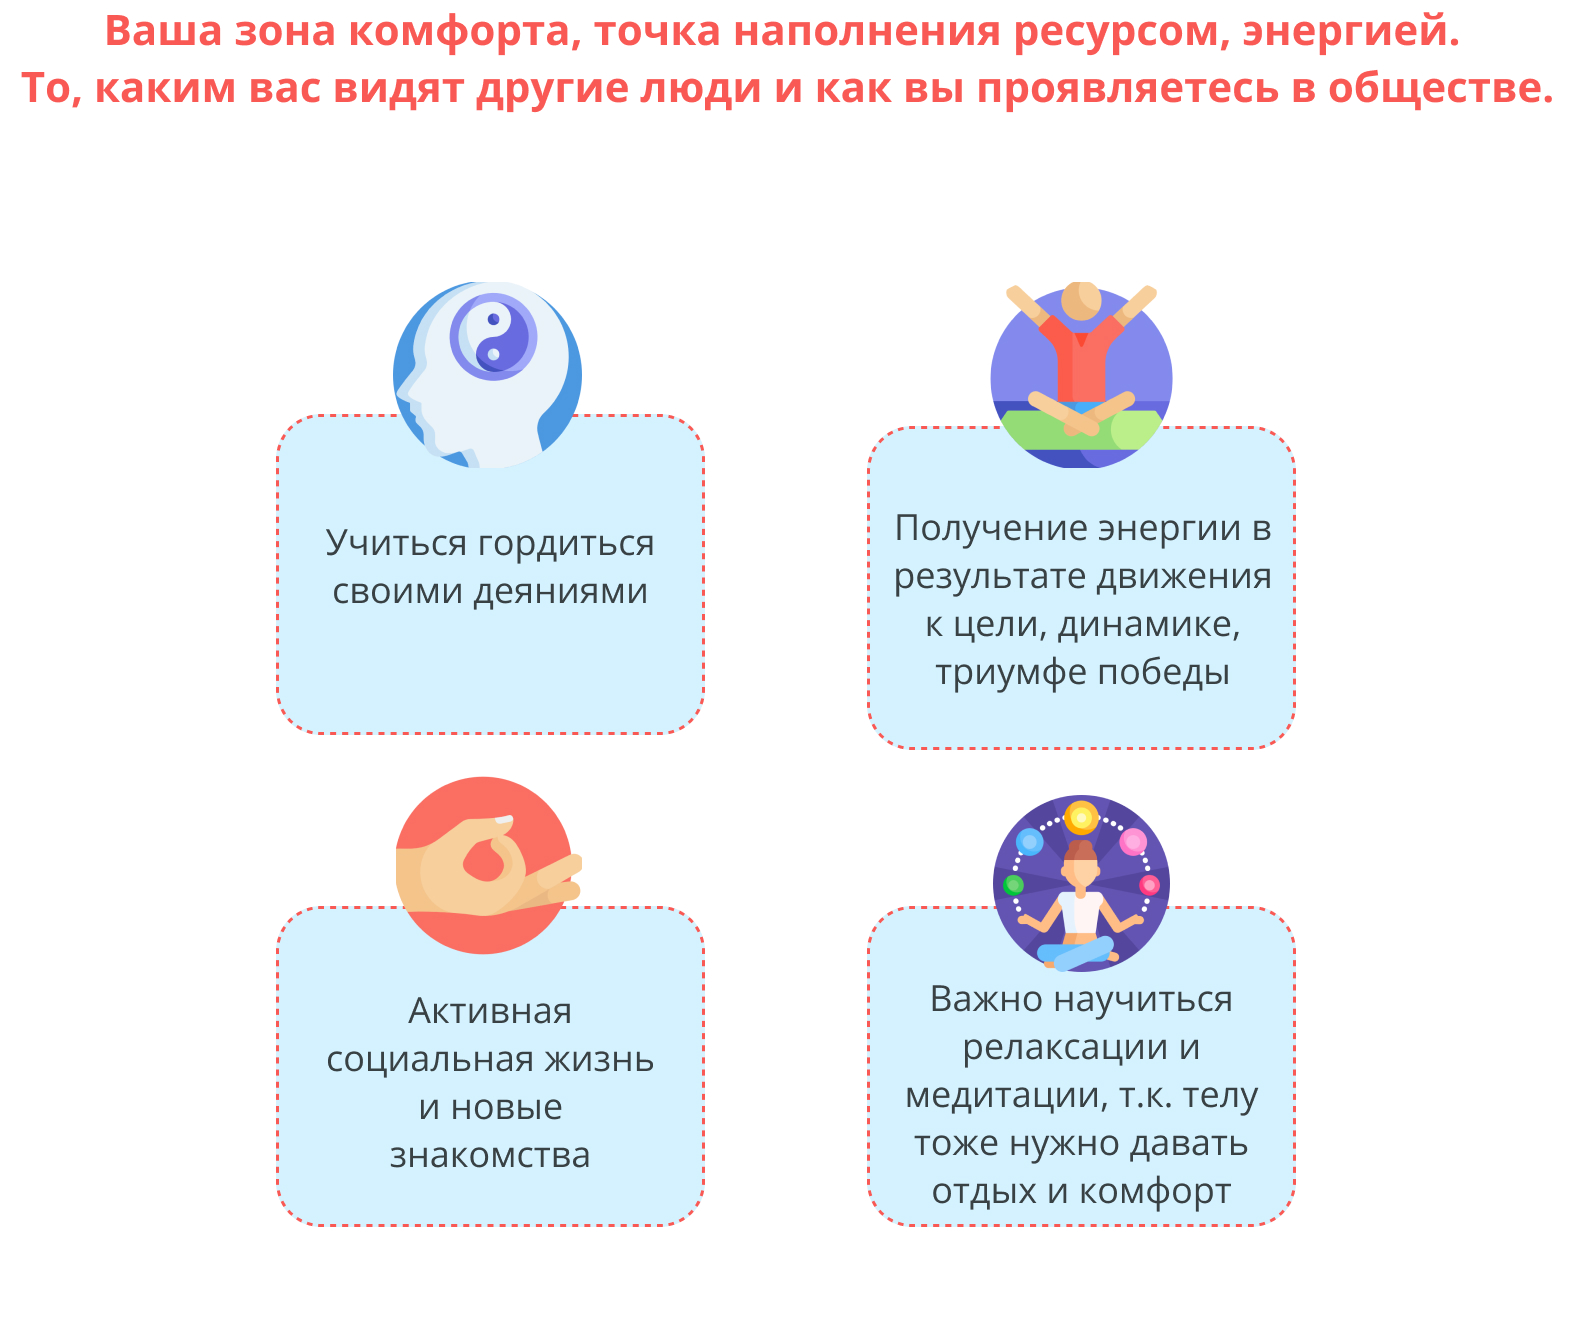 Ваша зона комфорта, точка наполнения ресурсом, энергией.
То, каким вас видят другие люди и как вы проявляетесь в обществе.
Учиться гордиться
своими деяниями
Получение энергии в
результате движения
к цели, динамике,
триумфе победы
Активная
социальная жизнь
и новые
знакомства
Важно научиться
релаксации и
медитации, т.к. телу
тоже нужно давать
отдых и комфорт